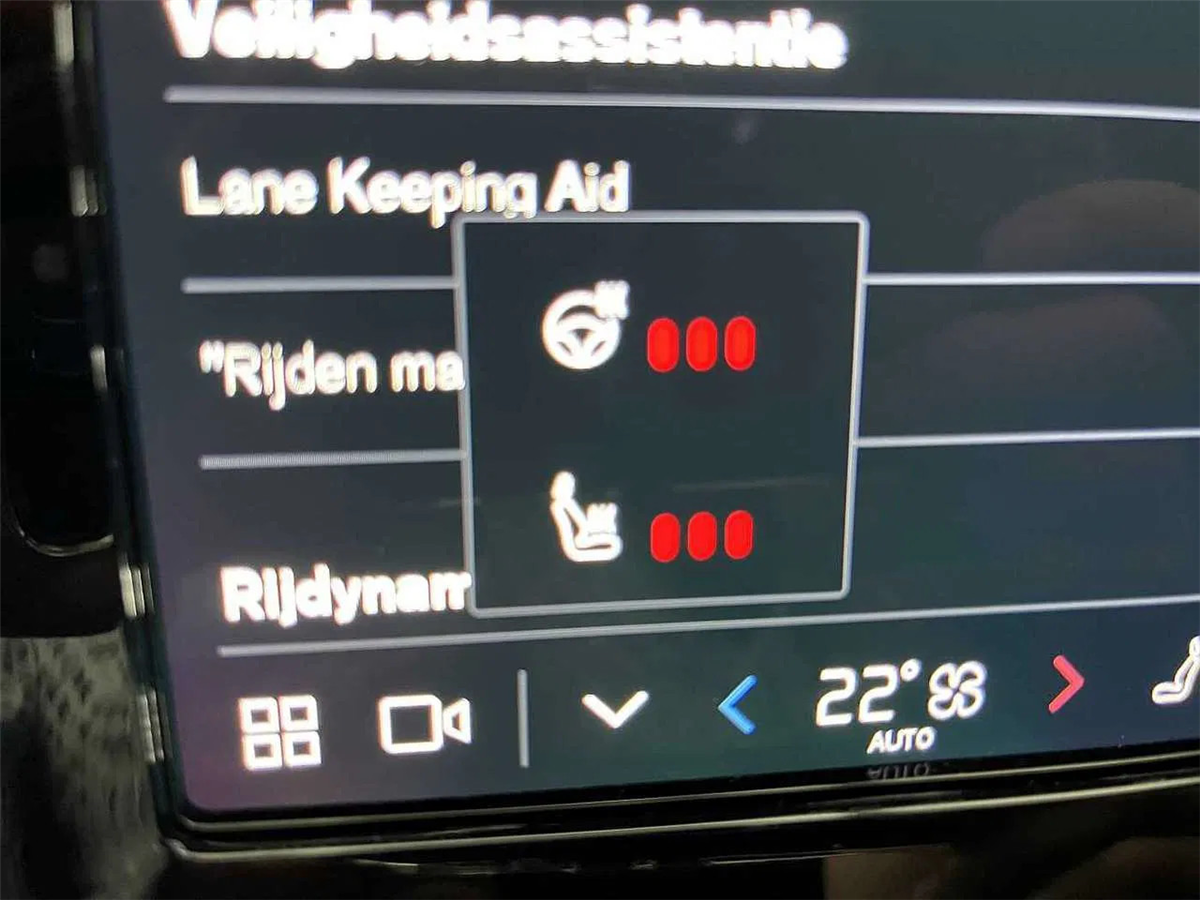 Veiligheidsassistentie
Lane Keeping Aid
"Rijden ma
Rijdynam
22°
AUTO